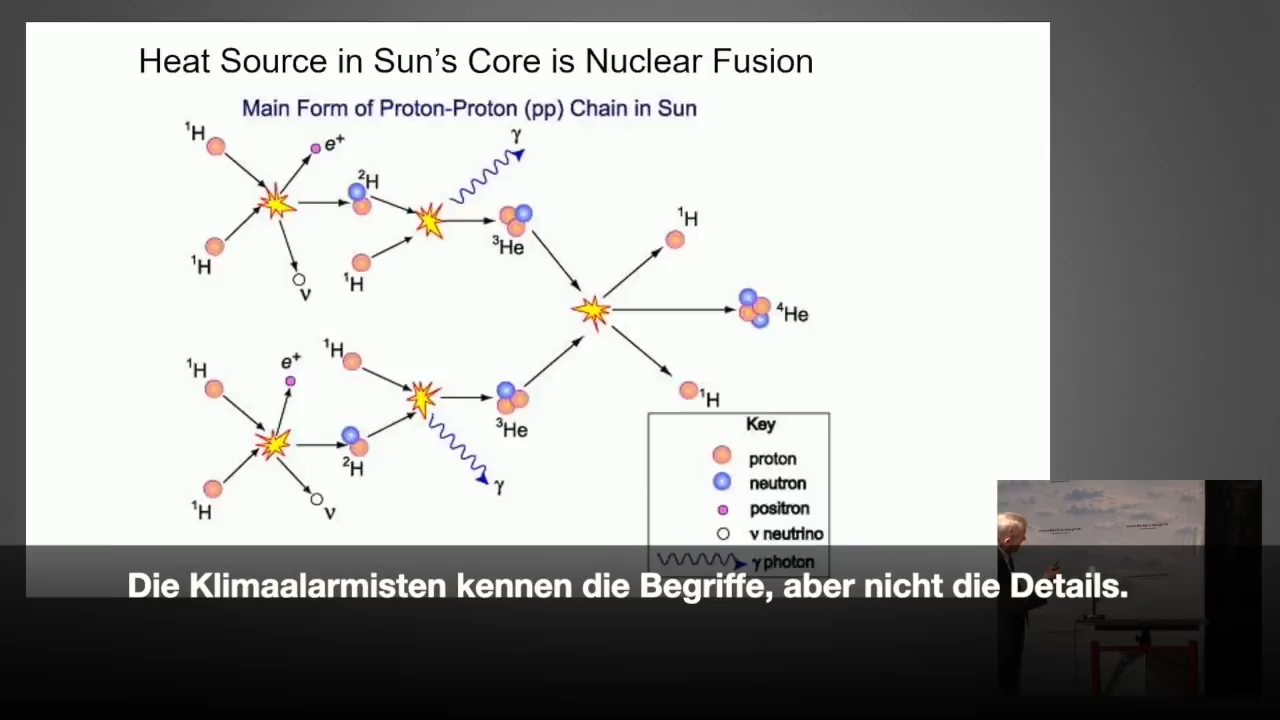 Heat Source in Sun's Core is Nuclear Fusion
Main Form of Proton-Proton (pp) Chain in Sun
¹H
e⁺
γ
²H
¹H
³He
¹H
ν
¹H
¹H
⁴He
¹H
e⁺
¹H
¹H
³He
²H
γ
¹H
ν
Key
proton
neutron
positron
ν neutrino
γ photon
Die Klimaalarmisten kennen die Begriffe, aber nicht die Details.